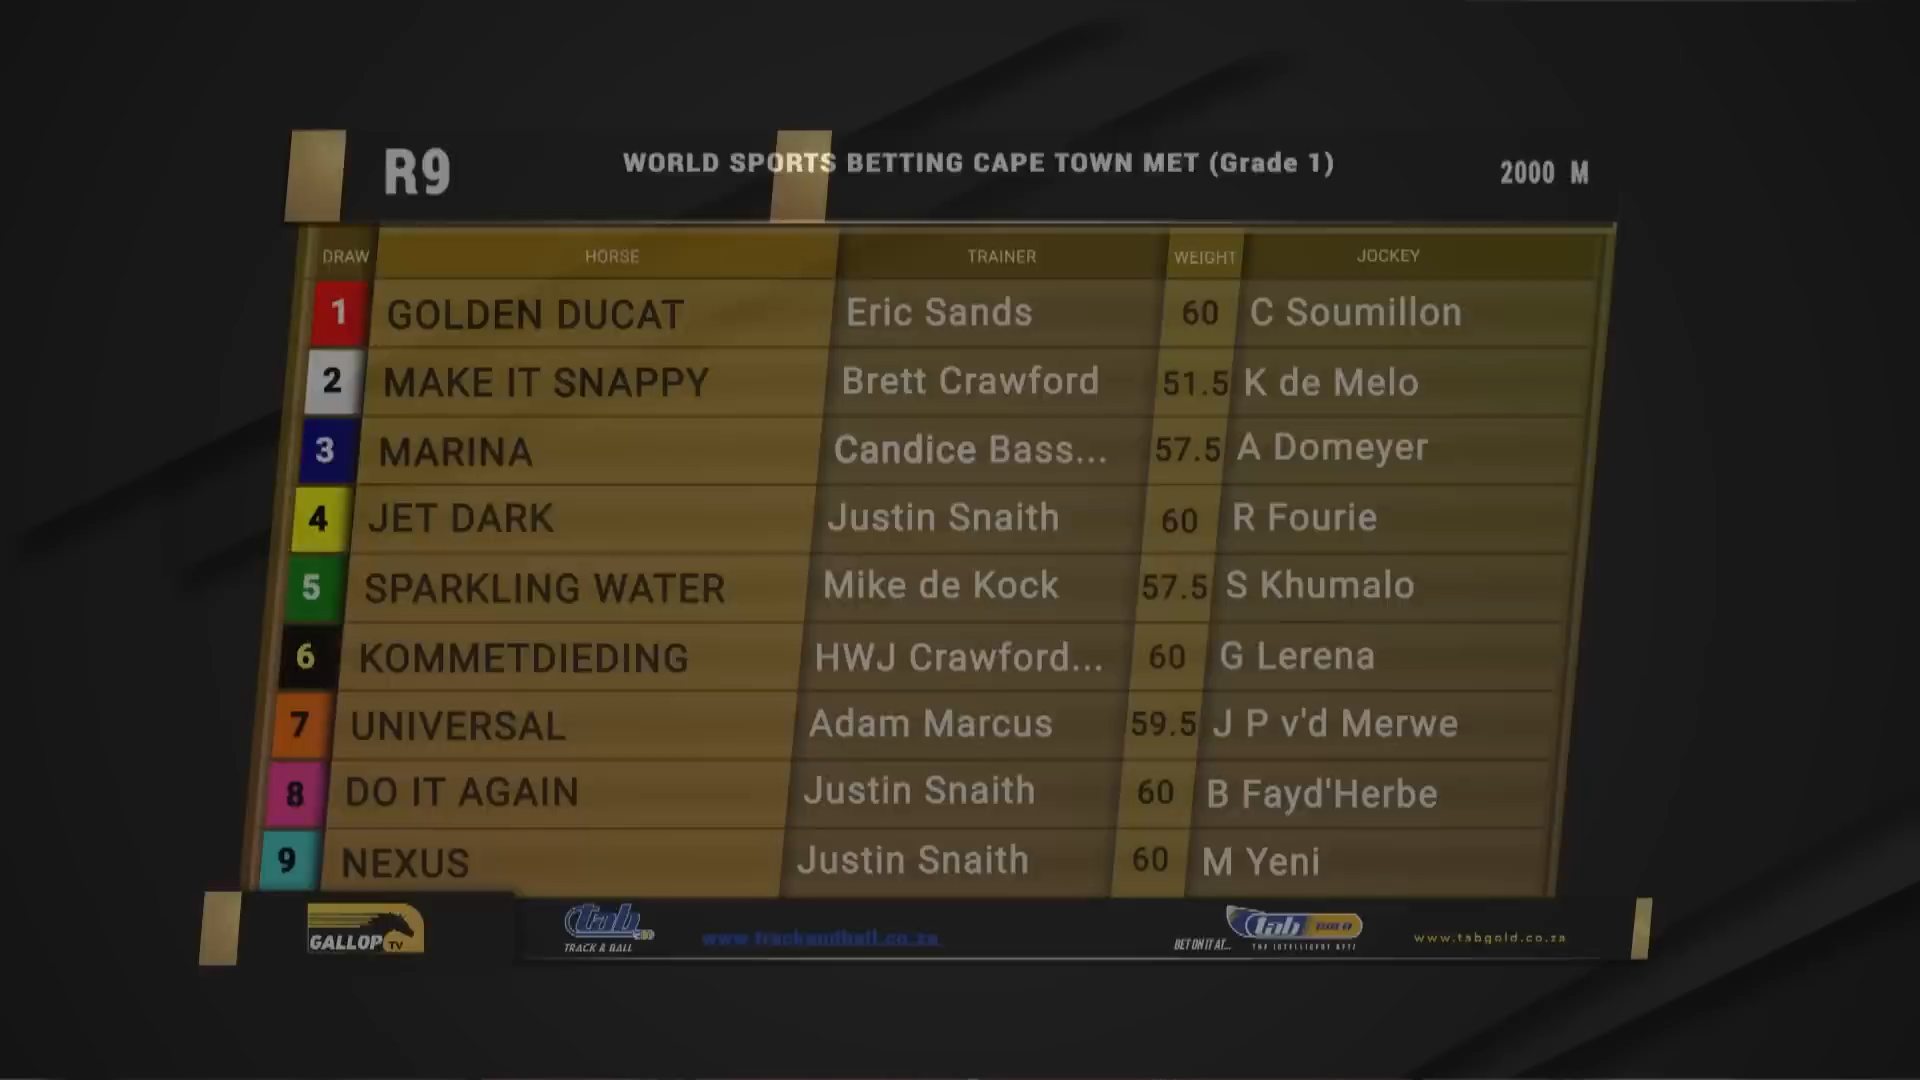 R9 WORLD SPORTS BETTING CAPE TOWN MET (Grade 1) 2000 M
DRAW HORSE TRAINER WEIGHT JOCKEY
1 GOLDEN DUCAT Eric Sands 60 C Soumillon
2 MAKE IT SNAPPY Brett Crawford 51.5 K de Melo
3 MARINA Candice Bass... 57.5 A Domeyer
4 JET DARK Justin Snaith 60 R Fourie
5 SPARKLING WATER Mike de Kock 57.5 S Khumalo
6 KOMMETDIEDING HWJ Crawford... 60 G Lerena
7 UNIVERSAL Adam Marcus 59.5 J P v'd Merwe
8 DO IT AGAIN Justin Snaith 60 B Fayd'Herbe
9 NEXUS Justin Snaith 60 M Yeni
GALLOP TV tab TRACK & BALL www.trackandball.co.za BET ON IT AT... tab GOLD www.tabgold.co.za